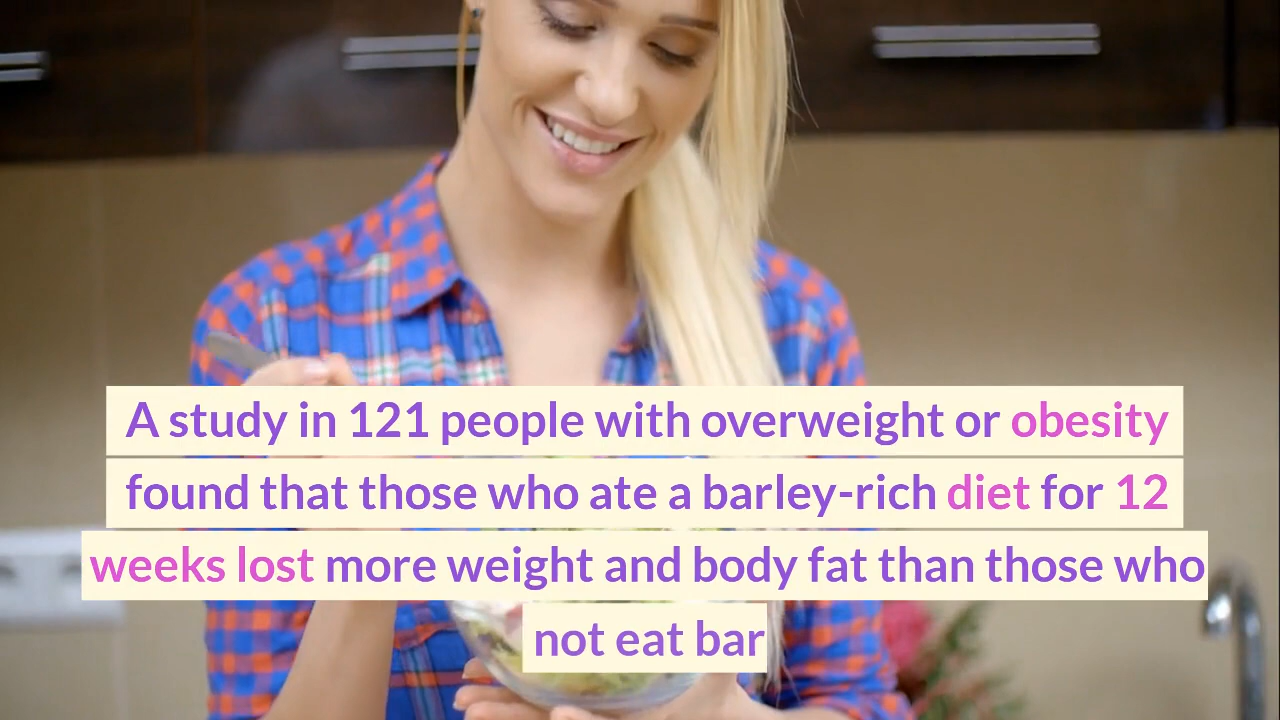 A study in 121 people with overweight or obesity
found that those who ate a barley-rich diet for 12
weeks lost more weight and body fat than those who
not eat bar